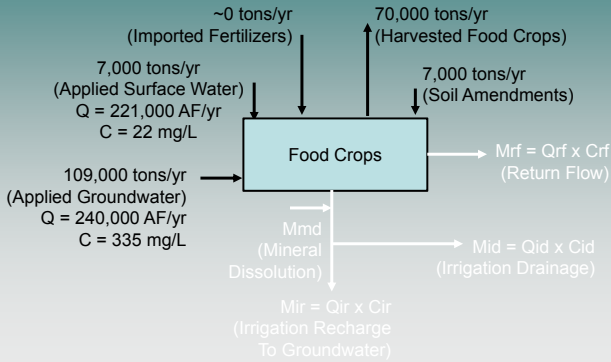 ~0 tons/yr
(Imported Fertilizers)
70,000 tons/yr
(Harvested Food Crops)
7,000 tons/yr
(Applied Surface Water)
Q = 221,000 AF/yr
C = 22 mg/L
7,000 tons/yr
(Soil Amendments)
Food Crops
109,000 tons/yr
(Applied Groundwater)
Q = 240,000 AF/yr
C = 335 mg/L
Mrf = Qrf x Crf
(Return Flow)
Mmd
(Mineral
Dissolution)
Mid = Qid x Cid
(Irrigation Drainage)
Mir = Qir x Cir
(Irrigation Recharge
To Groundwater)